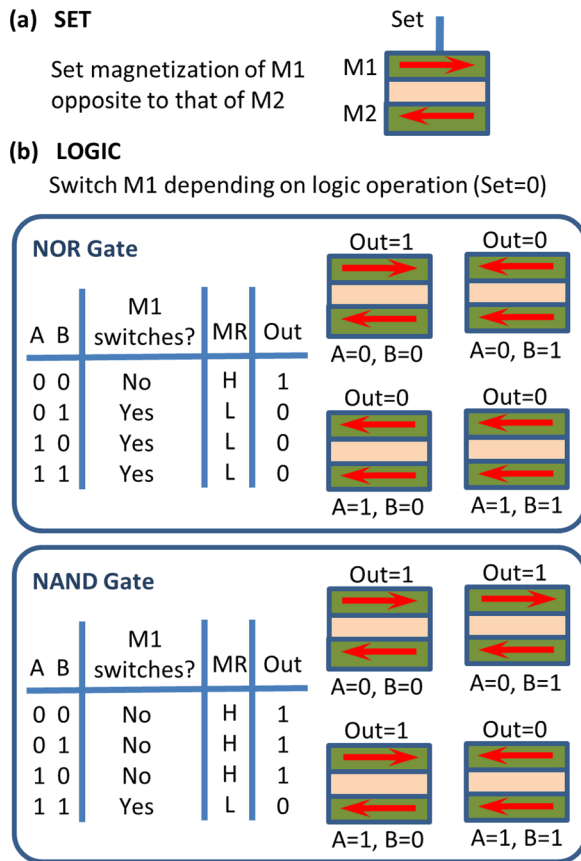 (a) SET
Set magnetization of M1
opposite to that of M2
Set
M1
M2
(b) LOGIC
Switch M1 depending on logic operation (Set=0)
NOR Gate
A B M1 switches? MR Out
0 0 No H 1
0 1 Yes L 0
1 0 Yes L 0
1 1 Yes L 0
Out=1 Out=0
A=0, B=0 A=0, B=1
Out=0 Out=0
A=1, B=0 A=1, B=1
NAND Gate
A B M1 switches? MR Out
0 0 No H 1
0 1 No H 1
1 0 No H 1
1 1 Yes L 0
Out=1 Out=1
A=0, B=0 A=0, B=1
Out=1 Out=0
A=1, B=0 A=1, B=1